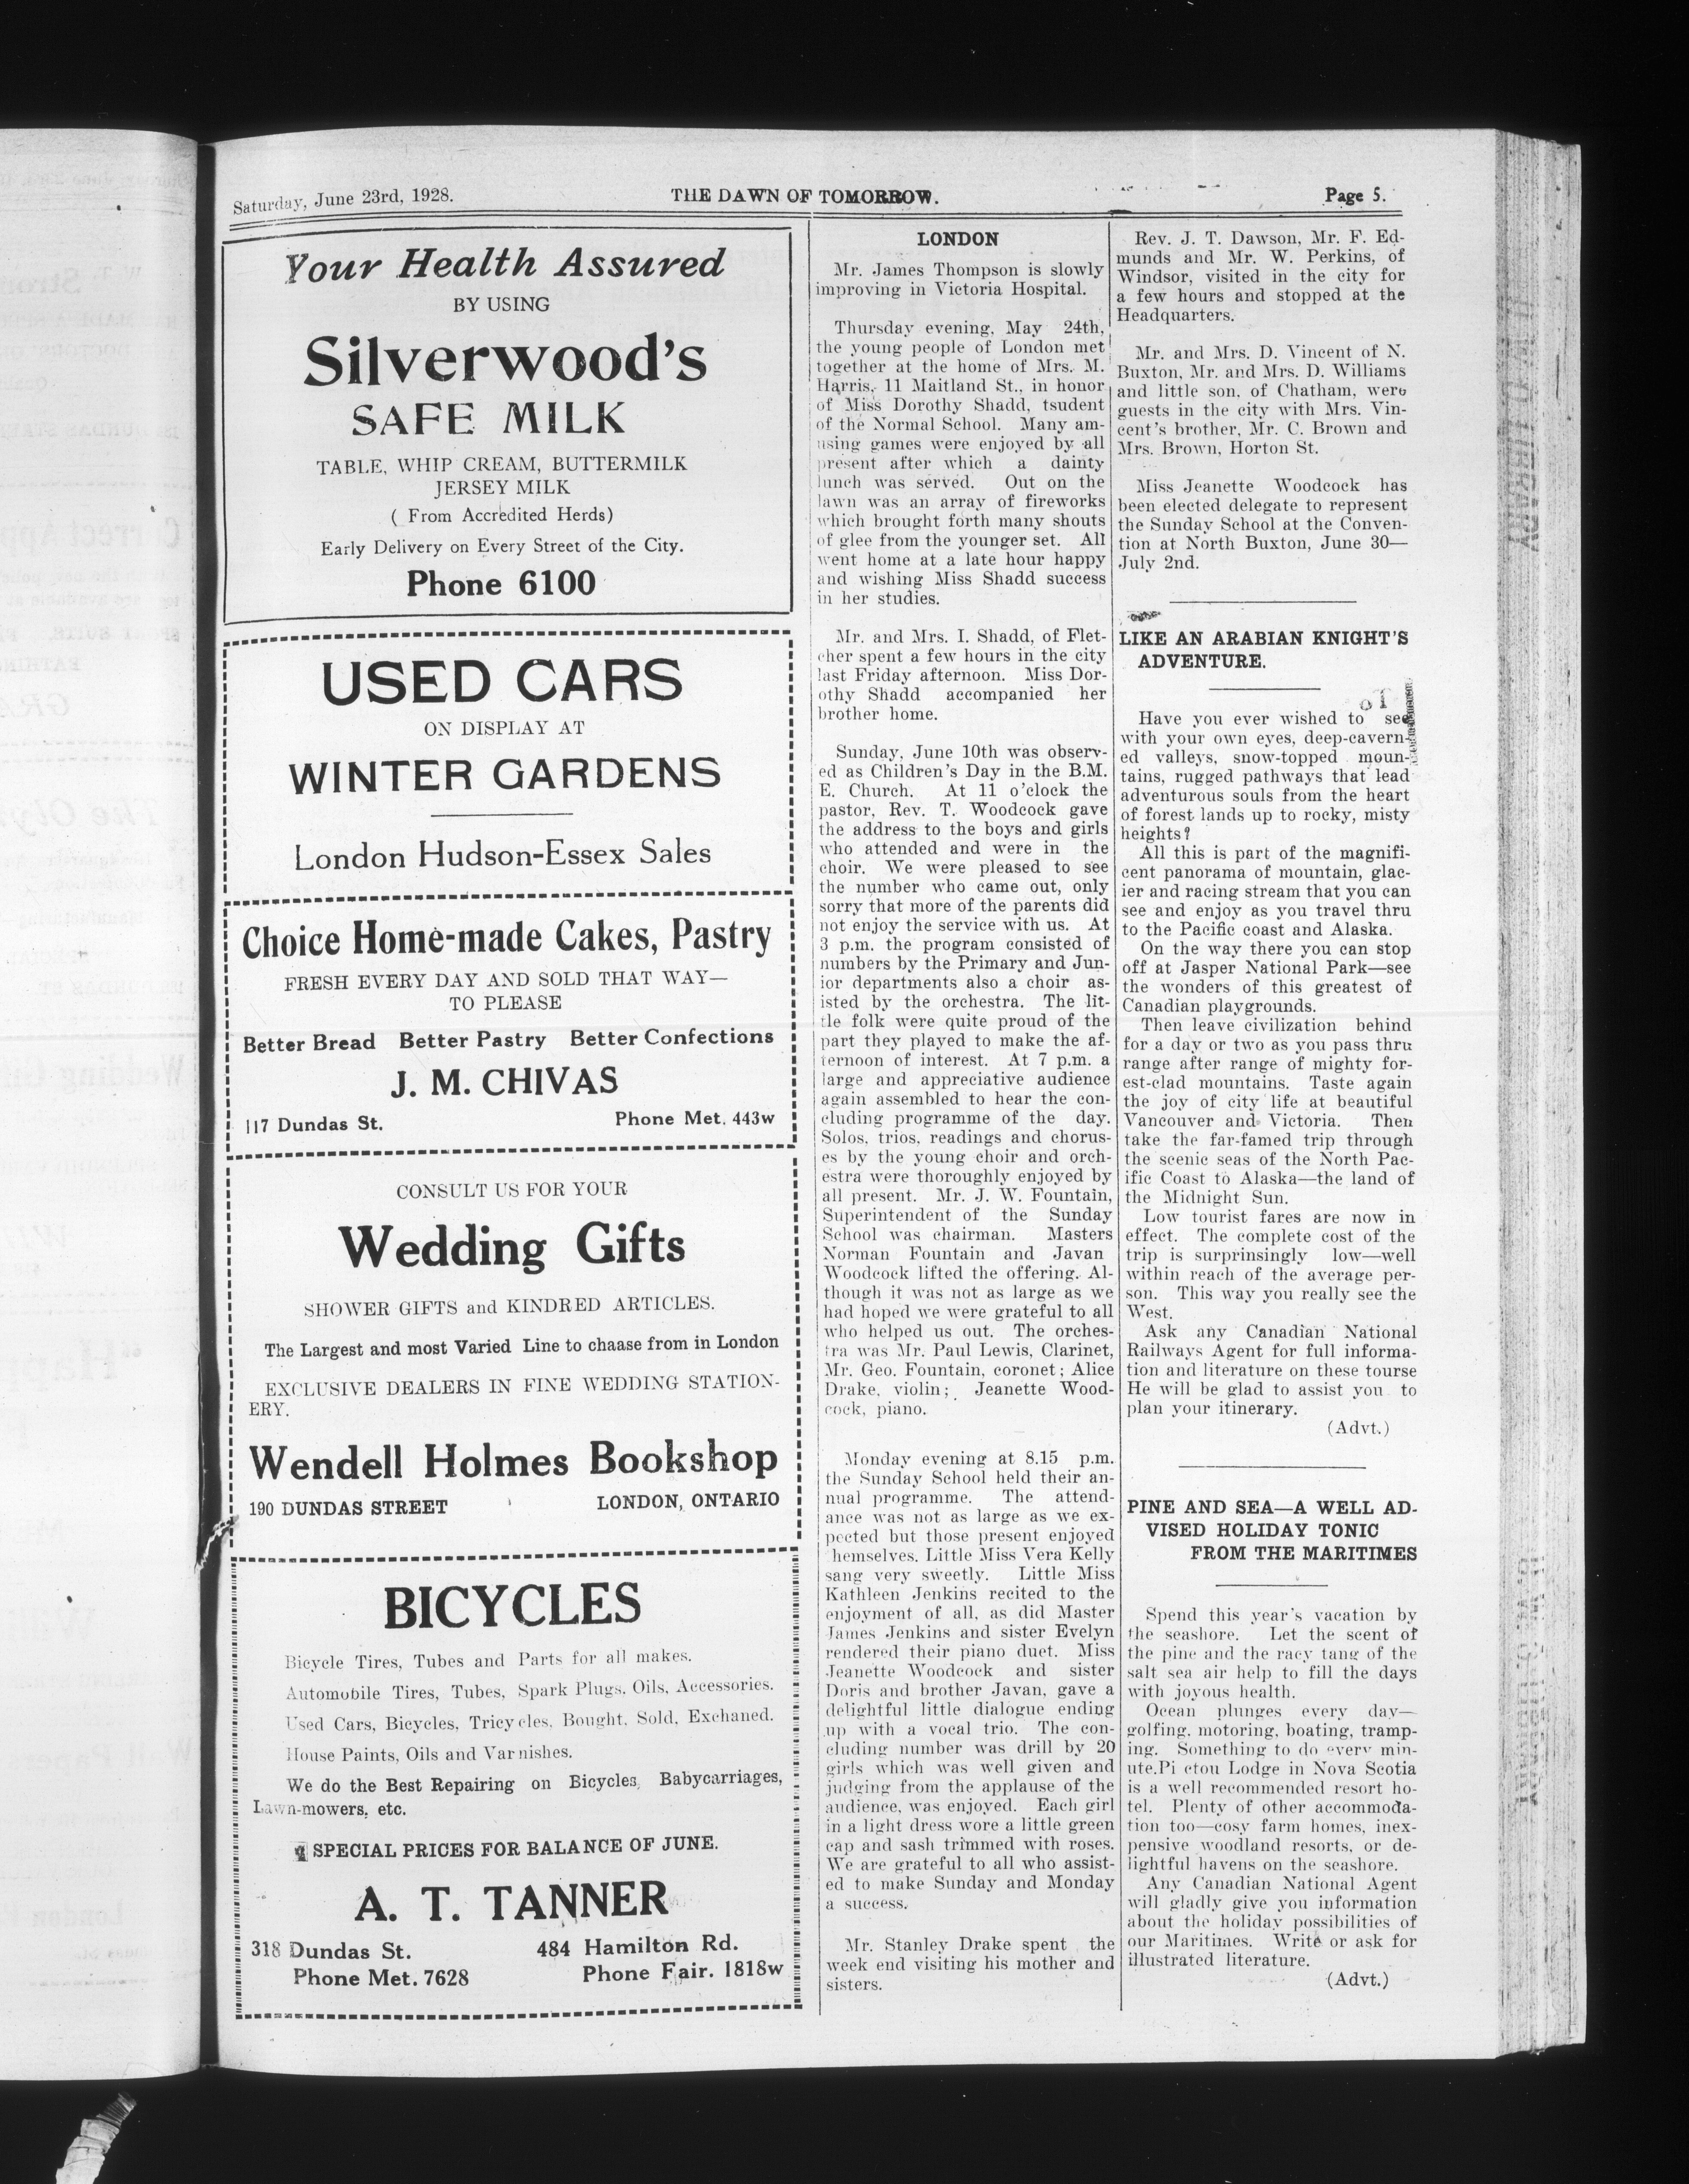 Saturday, June 23rd, 1928.
THE DAWN OF TOMORROW.
Page 5.
Your Health Assured
BY USING
Silverwood's
SAFE MILK
TABLE, WHIP CREAM, BUTTERMILK
JERSEY MILK
( From Accredited Herds)
Early Delivery on Every Street of the City.
Phone 6100
USED CARS
ON DISPLAY AT
WINTER GARDENS
London Hudson-Essex Sales
Choice Home-made Cakes, Pastry
FRESH EVERY DAY AND SOLD THAT WAY—
TO PLEASE
Better Bread Better Pastry Better Confections
J. M. CHIVAS
117 Dundas St. Phone Met. 443w
CONSULT US FOR YOUR
Wedding Gifts
SHOWER GIFTS and KINDRED ARTICLES.
The Largest and most Varied Line to chaase from in London
EXCLUSIVE DEALERS IN FINE WEDDING STATION-
ERY.
Wendell Holmes Bookshop
190 DUNDAS STREET LONDON, ONTARIO
BICYCLES
Bicycle Tires, Tubes and Parts for all makes.
Automobile Tires, Tubes, Spark Plugs. Oils, Accessories.
Used Cars, Bicycles, Tricycles, Bought, Sold, Exchaned.
House Paints, Oils and Varnishes.
We do the Best Repairing on Bicycles, Babycarriages,
Lawn-mowers, etc.
SPECIAL PRICES FOR BALANCE OF JUNE.
A. T. TANNER
318 Dundas St. 484 Hamilton Rd.
Phone Met. 7628 Phone Fair. 1818w
LONDON
Mr. James Thompson is slowly
improving in Victoria Hospital.
Thursday evening, May 24th,
the young people of London met
together at the home of Mrs. M.
Harris, 11 Maitland St., in honor
of Miss Dorothy Shadd, tsudent
of the Normal School. Many am-
using games were enjoyed by all
present after which a dainty
lunch was served. Out on the
lawn was an array of fireworks
which brought forth many shouts
of glee from the younger set. All
went home at a late hour happy
and wishing Miss Shadd success
in her studies.
Mr. and Mrs. I. Shadd, of Flet-
cher spent a few hours in the city
last Friday afternoon. Miss Dor-
othy Shadd accompanied her
brother home.
Sunday, June 10th was observ-
ed as Children's Day in the B.M.
E. Church. At 11 o'clock the
pastor, Rev. T. Woodcock gave
the address to the boys and girls
who attended and were in the
choir. We were pleased to see
the number who came out, only
sorry that more of the parents did
not enjoy the service with us. At
3 p.m. the program consisted of
numbers by the Primary and Jun-
ior departments also a choir as-
isted by the orchestra. The lit-
tle folk were quite proud of the
part they played to make the af-
ternoon of interest. At 7 p.m. a
large and appreciative audience
again assembled to hear the con-
cluding programme of the day.
Solos, trios, readings and chorus-
es by the young choir and orch-
estra were thoroughly enjoyed by
all present. Mr. J. W. Fountain,
Superintendent of the Sunday
School was chairman. Masters
Norman Fountain and Javan
Woodcock lifted the offering. Al-
though it was not as large as we
had hoped we were grateful to all
who helped us out. The orches-
tra was Mr. Paul Lewis, Clarinet,
Mr. Geo. Fountain, coronet; Alice
Drake, violin; Jeanette Wood-
cock, piano.
Monday evening at 8.15 p.m.
the Sunday School held their an-
nual programme. The attend-
ance was not as large as we ex-
pected but those present enjoyed
hemselves. Little Miss Vera Kelly
sang very sweetly. Little Miss
Kathleen Jenkins recited to the
enjoyment of all, as did Master
James Jenkins and sister Evelyn
rendered their piano duet. Miss
Jeanette Woodcock and sister
Doris and brother Javan, gave a
delightful little dialogue ending
up with a vocal trio. The con-
cluding number was drill by 20
girls which was well given and
judging from the applause of the
audience, was enjoyed. Each girl
in a light dress wore a little green
cap and sash trimmed with roses.
We are grateful to all who assist-
ed to make Sunday and Monday
a success.
Mr. Stanley Drake spent the
week end visiting his mother and
sisters.
Rev. J. T. Dawson, Mr. F. Ed-
munds and Mr. W. Perkins, of
Windsor, visited in the city for
a few hours and stopped at the
Headquarters.
Mr. and Mrs. D. Vincent of N.
Buxton, Mr. and Mrs. D. Williams
and little son, of Chatham, were
guests in the city with Mrs. Vin-
cent's brother, Mr. C. Brown and
Mrs. Brown, Horton St.
Miss Jeanette Woodcock has
been elected delegate to represent
the Sunday School at the Conven-
tion at North Buxton, June 30—
July 2nd.
LIKE AN ARABIAN KNIGHT'S
ADVENTURE.
Have you ever wished to see
with your own eyes, deep-cavern-
ed valleys, snow-topped moun-
tains, rugged pathways that lead
adventurous souls from the heart
of forest lands up to rocky, misty
heights?
All this is part of the magnifi-
cent panorama of mountain, glac-
ier and racing stream that you can
see and enjoy as you travel thru
to the Pacific coast and Alaska.
On the way there you can stop
off at Jasper National Park—see
the wonders of this greatest of
Canadian playgrounds.
Then leave civilization behind
for a day or two as you pass thru
range after range of mighty for-
est-clad mountains. Taste again
the joy of city life at beautiful
Vancouver and Victoria. Then
take the far-famed trip through
the scenic seas of the North Pac-
ific Coast to Alaska—the land of
the Midnight Sun.
Low tourist fares are now in
effect. The complete cost of the
trip is surprinsingly low—well
within reach of the average per-
son. This way you really see the
West.
Ask any Canadian National
Railways Agent for full informa-
tion and literature on these tourse
He will be glad to assist you to
plan your itinerary.
(Advt.)
PINE AND SEA—A WELL AD-
VISED HOLIDAY TONIC
FROM THE MARITIMES
Spend this year's vacation by
the seashore. Let the scent of
the pine and the racy tang of the
salt sea air help to fill the days
with joyous health.
Ocean plunges every day—
golfing, motoring, boating, tramp-
ing. Something to do every min-
ute.Pi ctou Lodge in Nova Scotia
is a well recommended resort ho-
tel. Plenty of other accommoda-
tion too—cosy farm homes, inex-
pensive woodland resorts, or de-
lightful havens on the seashore.
Any Canadian National Agent
will gladly give you information
about the holiday possibilities of
our Maritimes. Write or ask for
illustrated literature.
(Advt.)